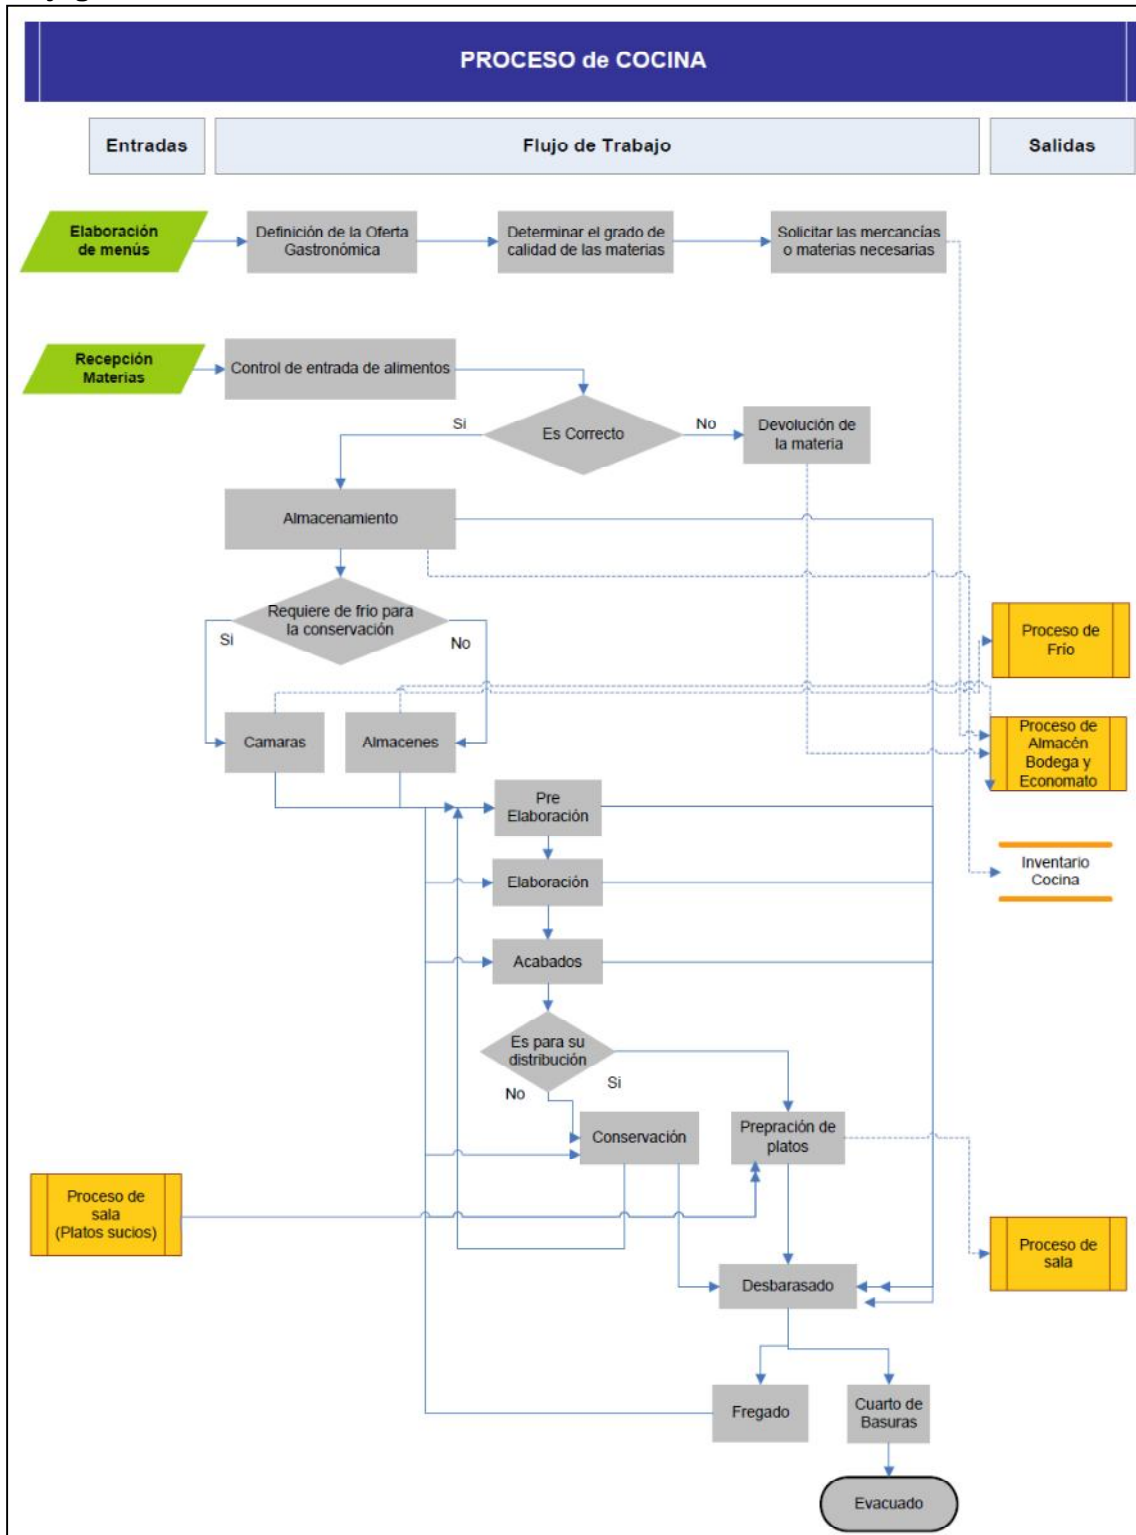 PROCESO de COCINA
Entradas
Flujo de Trabajo
Salidas
Elaboración
de menús
Definición de la Oferta
Gastronómica
Determinar el grado de
calidad de las materias
Solicitar las mercancías
o materias necesarias
Recepción
Materias
Control de entrada de alimentos
Si
Es Correcto
No
Devolución de
la materia
Almacenamiento
Requiere de frio para
la conservación
Si
No
Proceso de
Frío
Camaras
Almacenes
Proceso de
Almacén
Bodega y
Economato
Pre
Elaboración
Elaboración
Inventario
Cocina
Acabados
Es para su
distribución
No
Si
Conservación
Prepración de
platos
Proceso de
sala
(Platos sucios)
Proceso de
sala
Desbarasado
Fregado
Cuarto de
Basuras
Evacuado